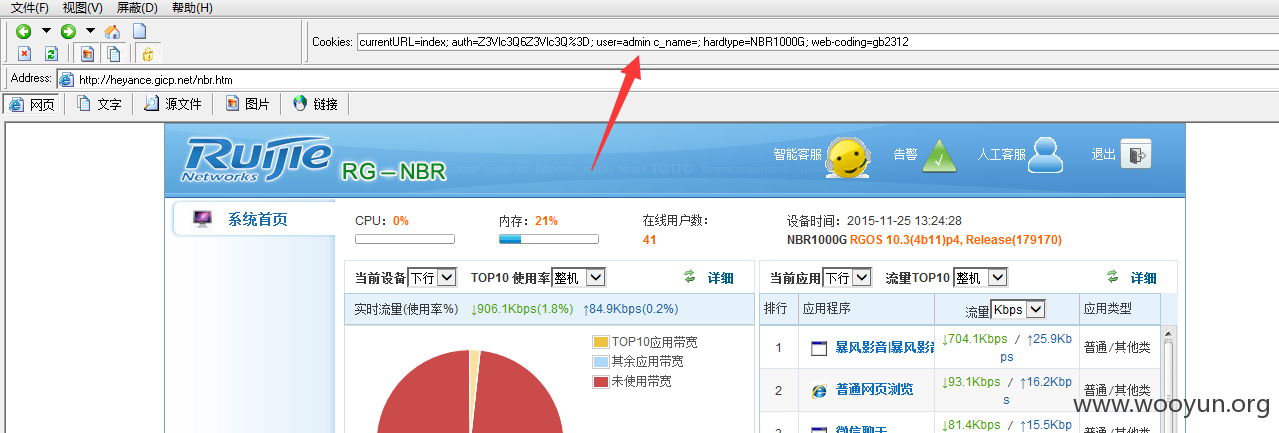 文件(F) 查看(V) 屏蔽(D) 帮助(H)
Cookies: currentURL=index; auth=Z3Vlc3Q6Z3Vlc3Q%3D; user=admin c_name=; hardtype=NBR1000G; web-coding=gb2312
Address: http://heyance.gicp.net/nbr.htm
网页 文字 源文件 图片 链接
Ruijie Networks RG-NBR 智能客服 告警 人工客服 退出
系统首页
CPU: 0% 内存: 21% 在线用户数: 设备时间: 2015-11-25 13:24:28
41 NBR1000G RGOS 10.3(4b11)p4, Release(179170)
当前设备 下行 TOP10 使用率 整机 详细 当前应用 下行 流量TOP10 整机 详细
实时流量(使用率%) ↓906.1Kbps(1.8%) ↑84.9Kbps(0.2%) 排行 应用程序 流量 Kbps 应用类型
TOP10应用带宽
其余应用带宽
未使用带宽
1 暴风影音|暴风影音 ↓704.1Kbps / ↑25.9Kbps 普通/其他类
2 普通网页浏览 ↓93.1Kbps / ↑16.2Kbps 普通/其他类
微信聊天 ↓81.4Kbps / ↑15.5Kbps
www.wooyun.org